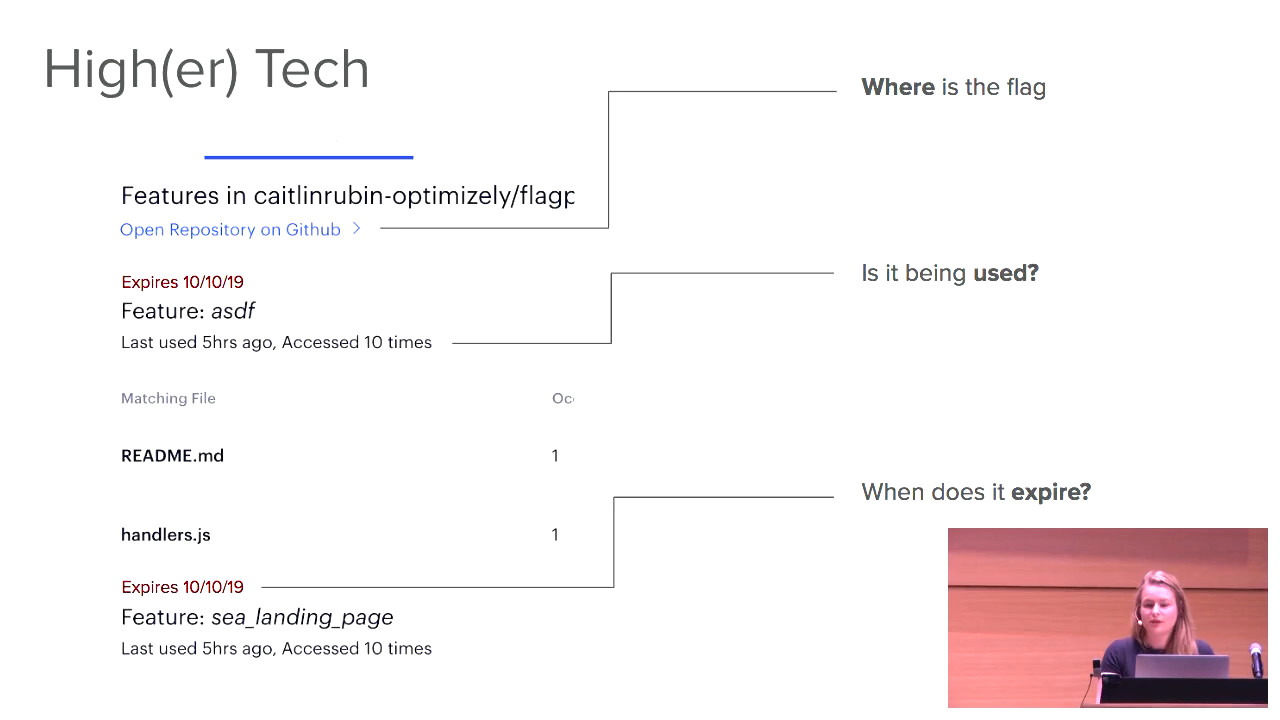 High(er) Tech
Where is the flag
Features in caitlinrubin-optimizely/flagp
Open Repository on Github >
Is it being used?
Expires 10/10/19
Feature: asdf
Last used 5hrs ago, Accessed 10 times
Matching File
Occ
README.md 1
When does it expire?
handlers.js 1
Expires 10/10/19
Feature: sea_landing_page
Last used 5hrs ago, Accessed 10 times